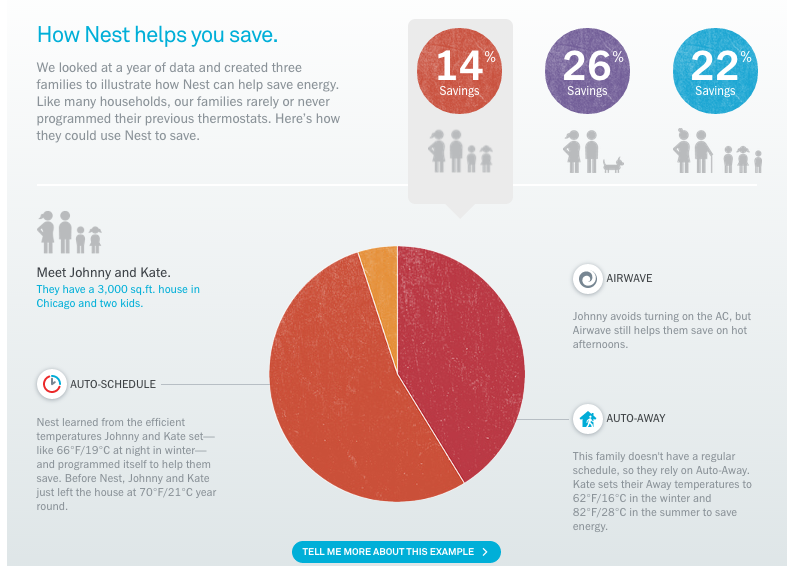 How Nest helps you save.
We looked at a year of data and created three
families to illustrate how Nest can help save energy.
Like many households, our families rarely or never
programmed their previous thermostats. Here's how
they could use Nest to save.
14%
Savings
26%
Savings
22%
Savings
Meet Johnny and Kate.
They have a 3,000 sq.ft. house in
Chicago and two kids.
AUTO-SCHEDULE
Nest learned from the efficient
temperatures Johnny and Kate set—
like 66°F/19°C at night in winter—
and programmed itself to help them
save. Before Nest, Johnny and Kate
just left the house at 70°F/21°C year
round.
AIRWAVE
Johnny avoids turning on the AC, but
Airwave still helps them save on hot
afternoons.
AUTO-AWAY
This family doesn't have a regular
schedule, so they rely on Auto-Away.
Kate sets their Away temperatures to
62°F/16°C in the winter and
82°F/28°C in the summer to save
energy.
TELL ME MORE ABOUT THIS EXAMPLE